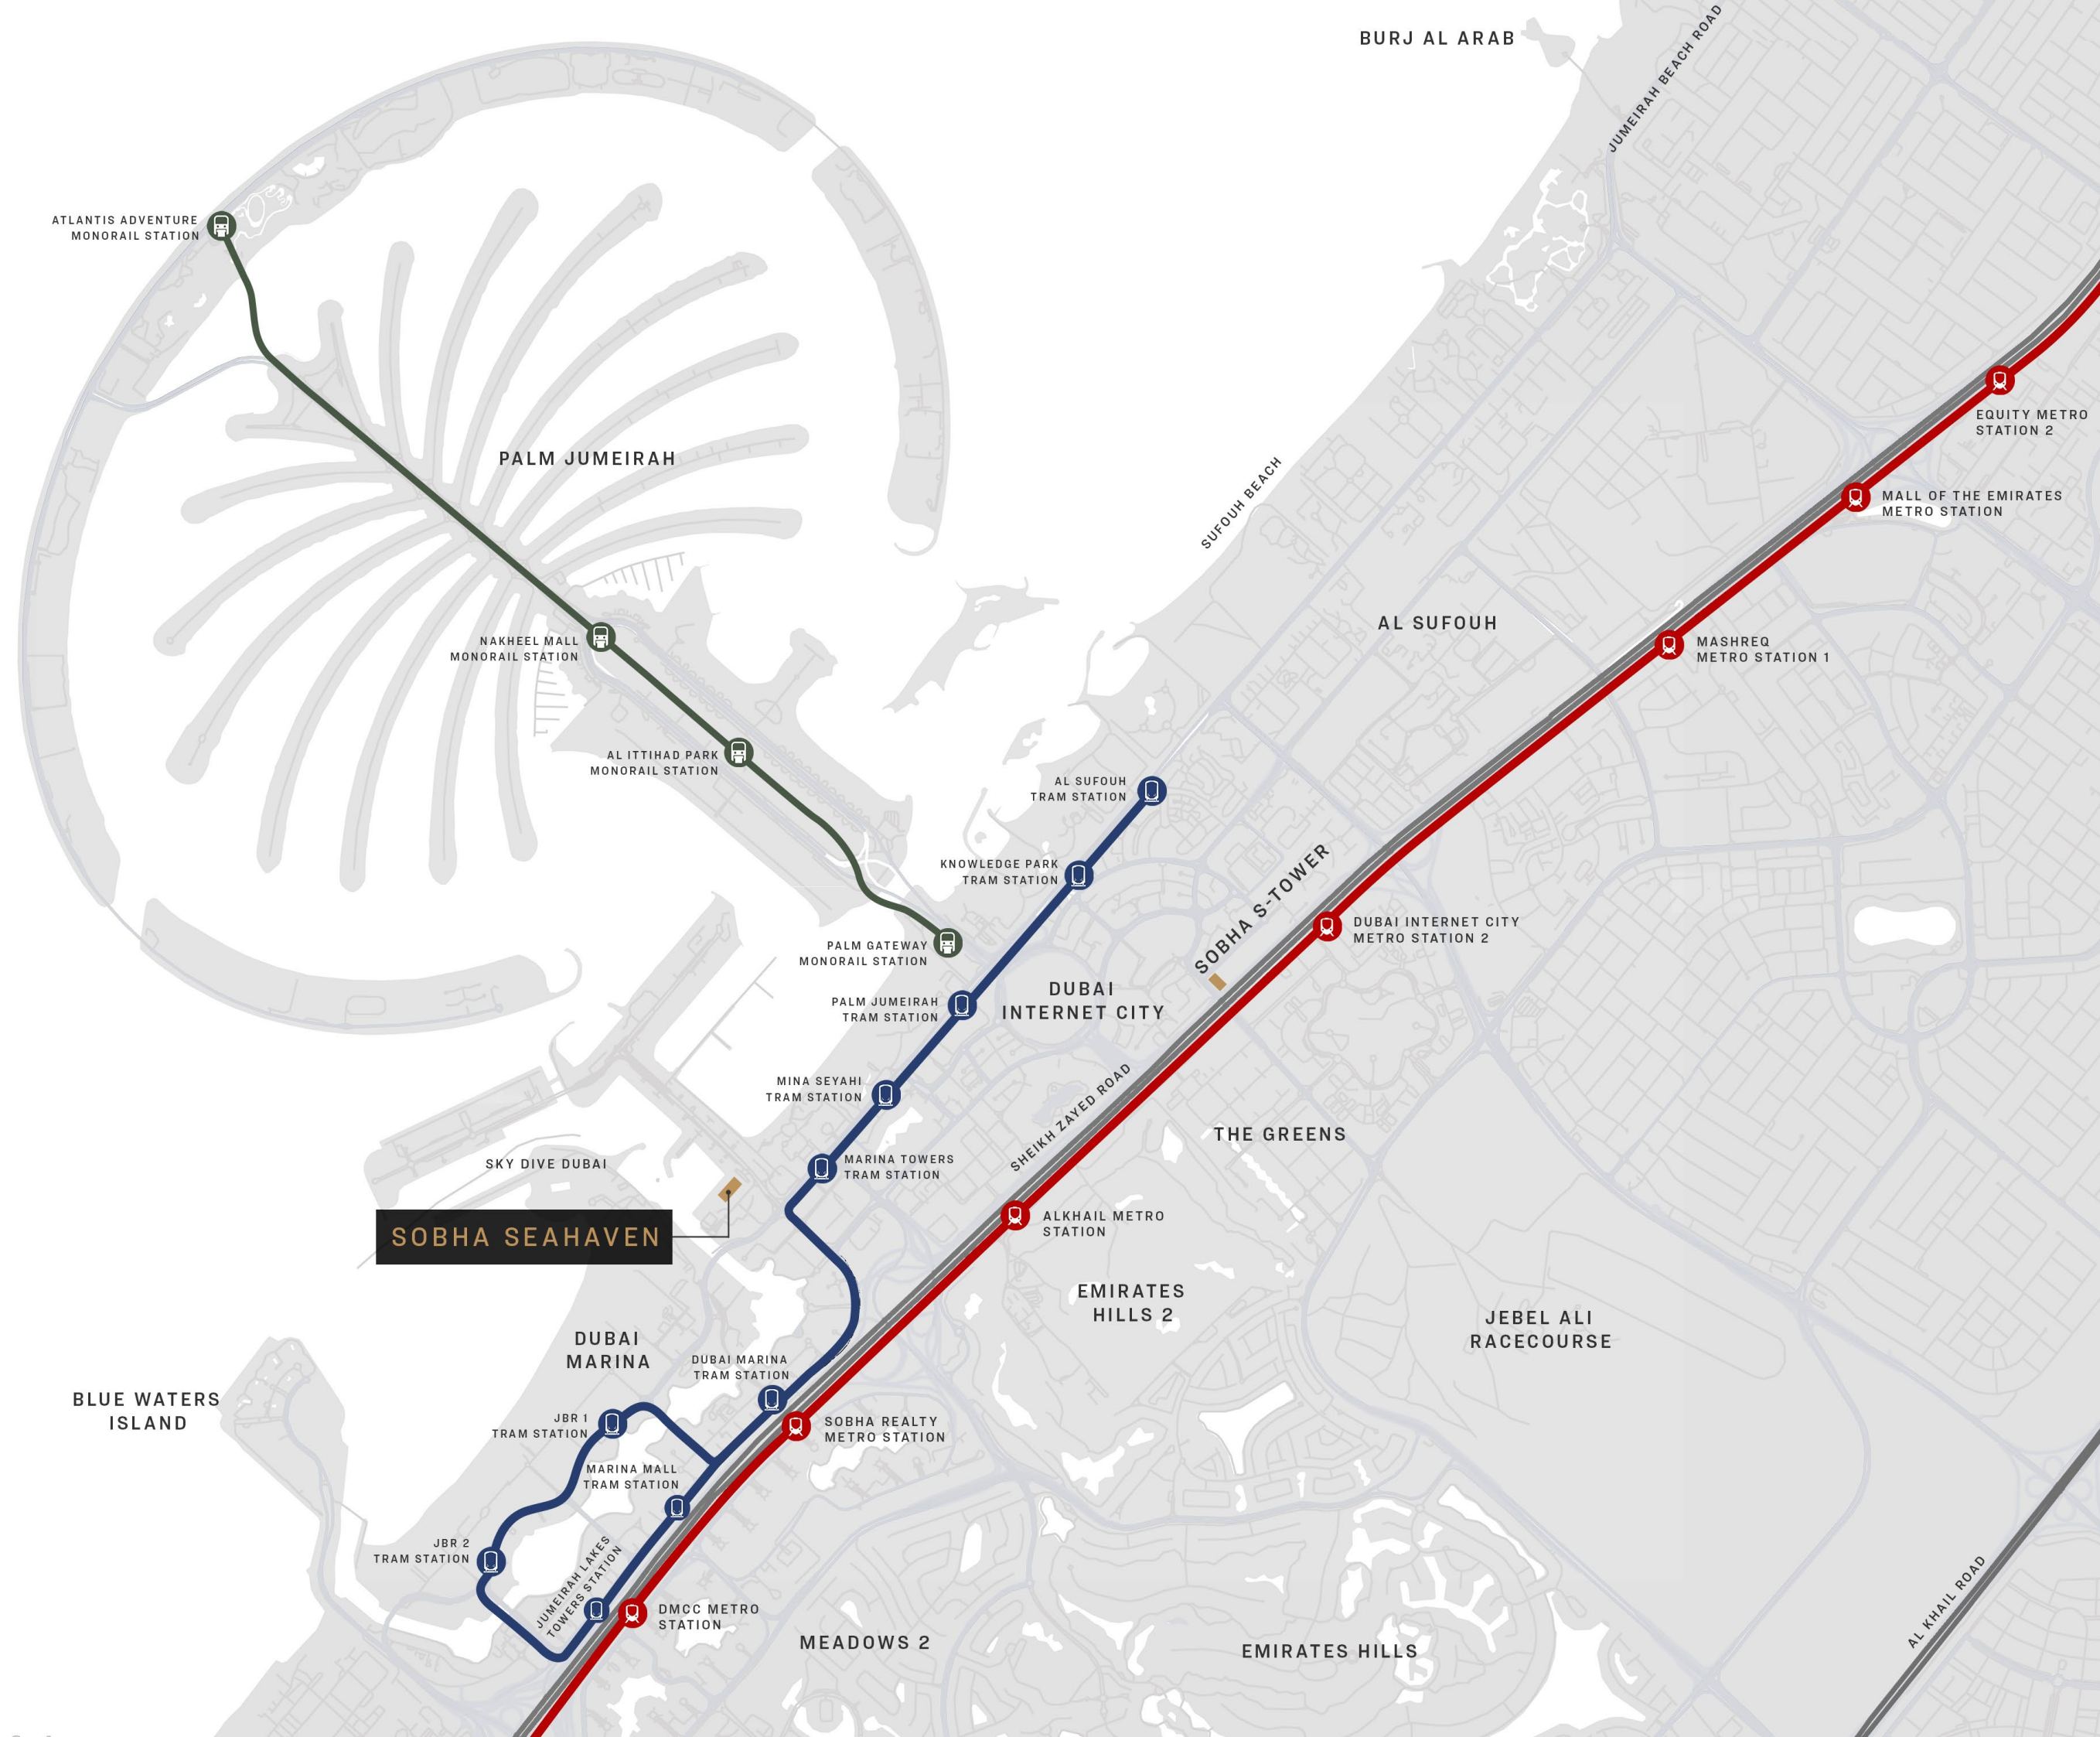 BURJ AL ARAB
JUMEIRAH BEACH ROAD
ATLANTIS ADVENTURE
MONORAIL STATION
EQUITY METRO
STATION 2
PALM JUMEIRAH
SUFOUH BEACH
MALL OF THE EMIRATES
METRO STATION
AL SUFOUH
NAKHEEL MALL
MONORAIL STATION
MASHREQ
METRO STATION 1
AL ITTIHAD PARK
MONORAIL STATION
AL SUFOUH
TRAM STATION
KNOWLEDGE PARK
TRAM STATION
SOBHA S-TOWER
DUBAI INTERNET CITY
METRO STATION 2
PALM GATEWAY
MONORAIL STATION
DUBAI
INTERNET CITY
PALM JUMEIRAH
TRAM STATION
MINA SEYAHI
TRAM STATION
SHEIKH ZAYED ROAD
THE GREENS
SKY DIVE DUBAI
MARINA TOWERS
TRAM STATION
SOBHA SEAHAVEN
ALKHAIL METRO
STATION
EMIRATES
HILLS 2
JEBEL ALI
RACECOURSE
DUBAI
MARINA
DUBAI MARINA
TRAM STATION
BLUE WATERS
ISLAND
JBR 1
TRAM STATION
SOBHA REALTY
METRO STATION
MARINA MALL
TRAM STATION
JBR 2
TRAM STATION
JUMEIRAH LAKES
TOWERS STATION
DMCC METRO
STATION
MEADOWS 2
EMIRATES HILLS
AL KHAIL ROAD